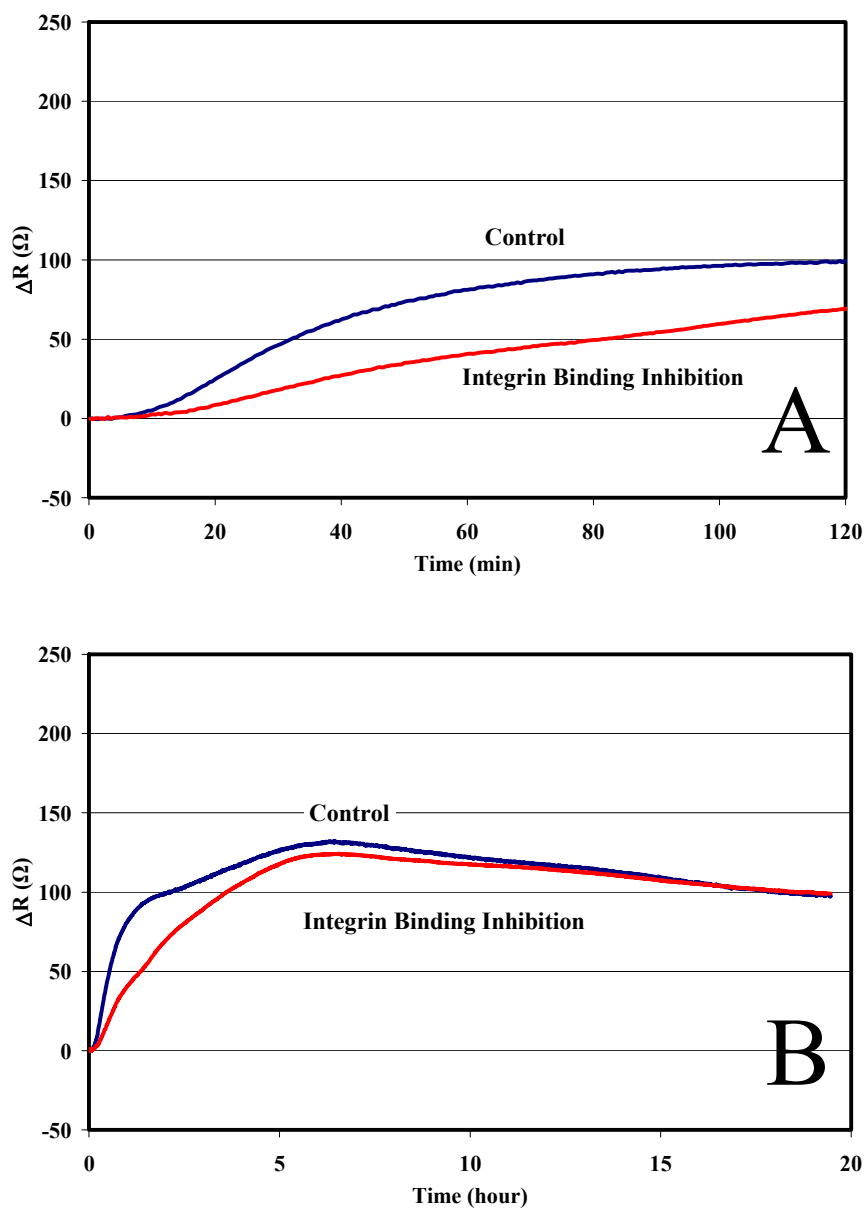 250
200
150
100
50
0
-50
ΔR (Ω)
Control
Integrin Binding Inhibition
A
0 20 40 60 80 100 120
Time (min)
250
200
150
100
50
0
-50
ΔR (Ω)
Control
Integrin Binding Inhibition
B
0 5 10 15 20
Time (hour)